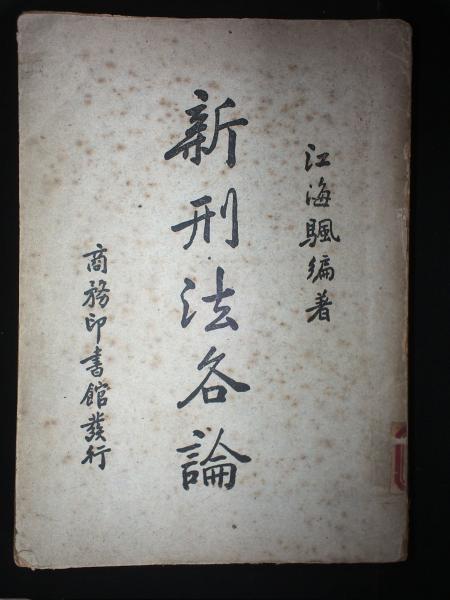 江海颿編著
新刑法各論
商務印書館發行